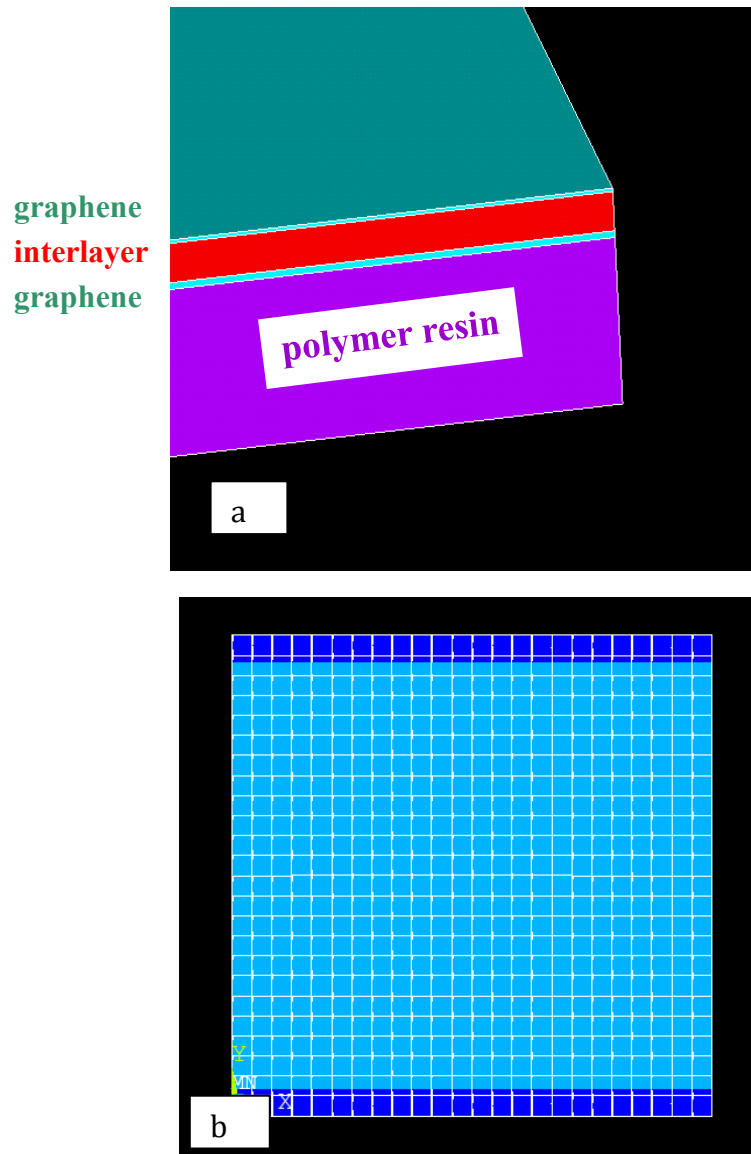 graphene
interlayer
graphene
polymer resin
a
Y
MN
X
b